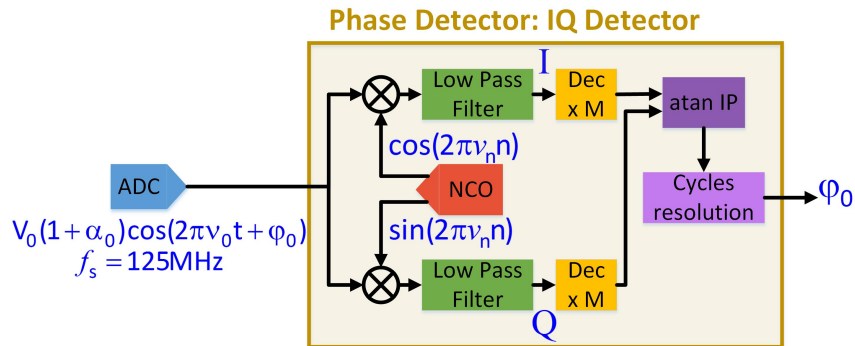 Phase Detector: IQ Detector
I
Low Pass
Filter
Dec
x M
atan IP
cos(2πν_n n)
ADC
NCO
Cycles
resolution
φ₀
V₀(1+α₀)cos(2πν₀t+φ₀)
sin(2πν_n n)
fₛ = 125MHz
Low Pass
Filter
Dec
x M
Q